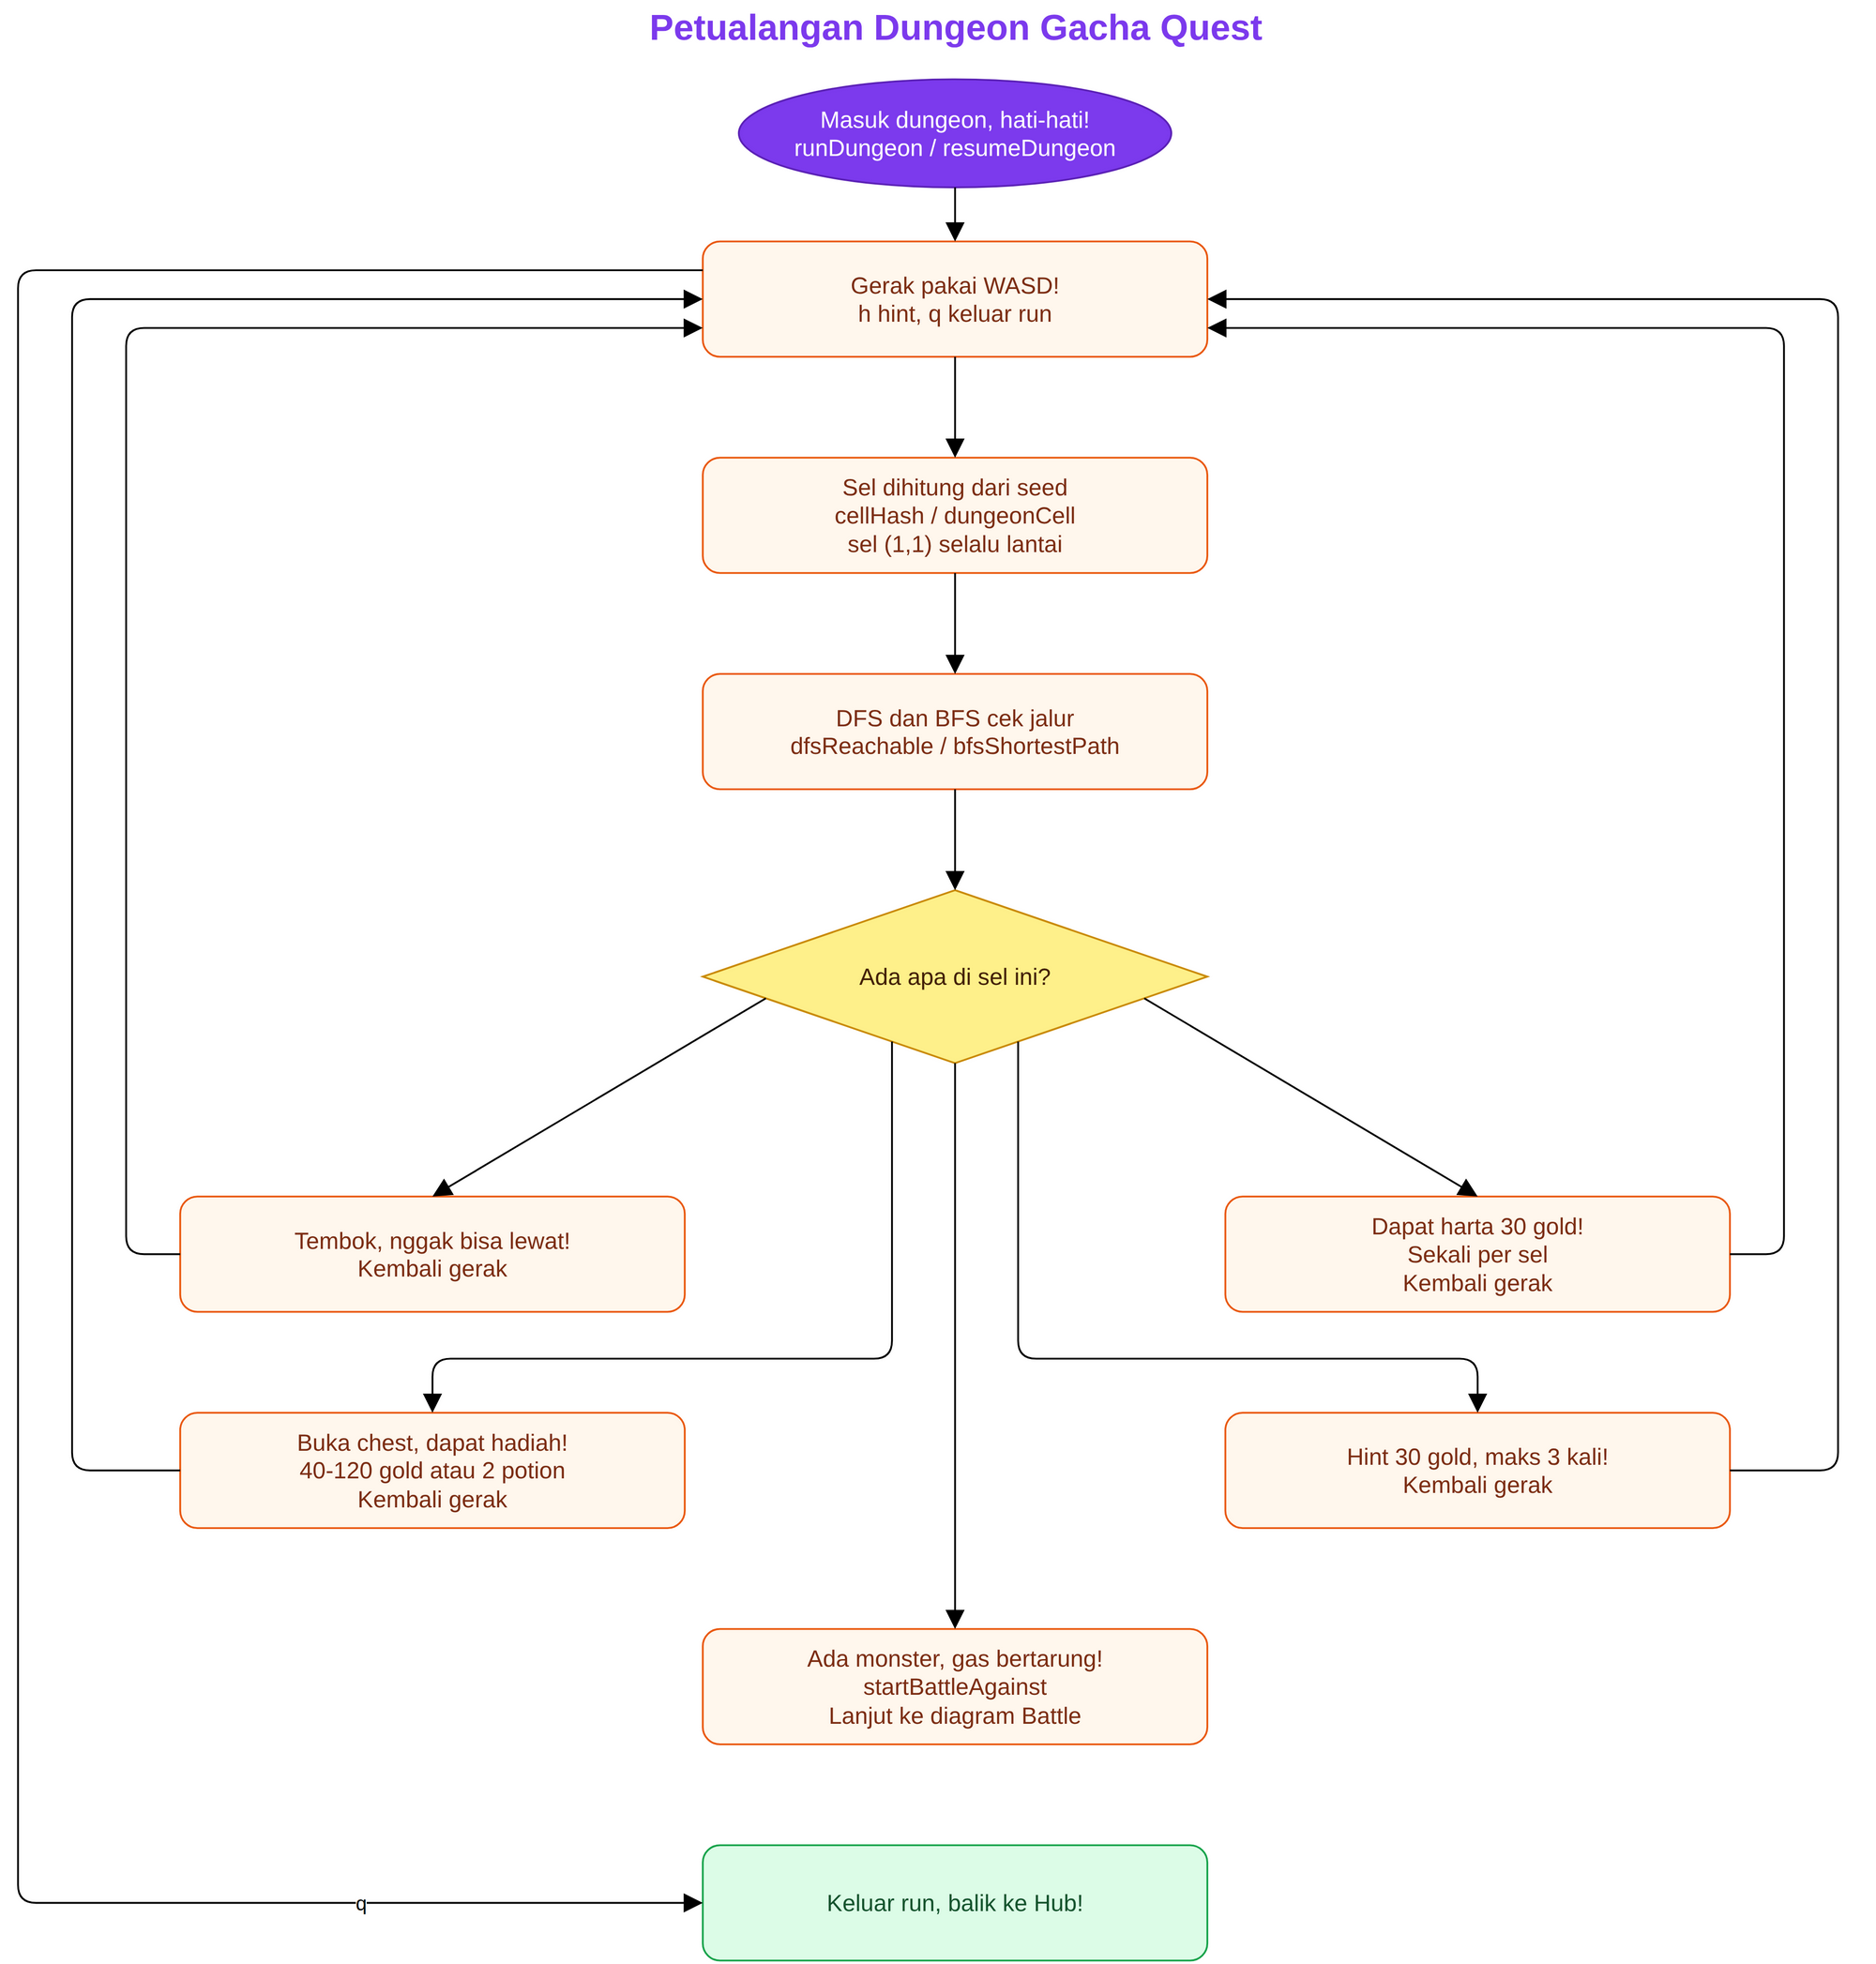 Petualangan Dungeon Gacha Quest
Masuk dungeon, hati-hati!
runDungeon / resumeDungeon
Gerak pakai WASD!
h hint, q keluar run
Sel dihitung dari seed
cellHash / dungeonCell
sel (1,1) selalu lantai
DFS dan BFS cek jalur
dfsReachable / bfsShortestPath
Ada apa di sel ini?
Tembok, nggak bisa lewat!
Kembali gerak
Dapat harta 30 gold!
Sekali per sel
Kembali gerak
Buka chest, dapat hadiah!
40-120 gold atau 2 potion
Kembali gerak
Hint 30 gold, maks 3 kali!
Kembali gerak
Ada monster, gas bertarung!
startBattleAgainst
Lanjut ke diagram Battle
q
Keluar run, balik ke Hub!